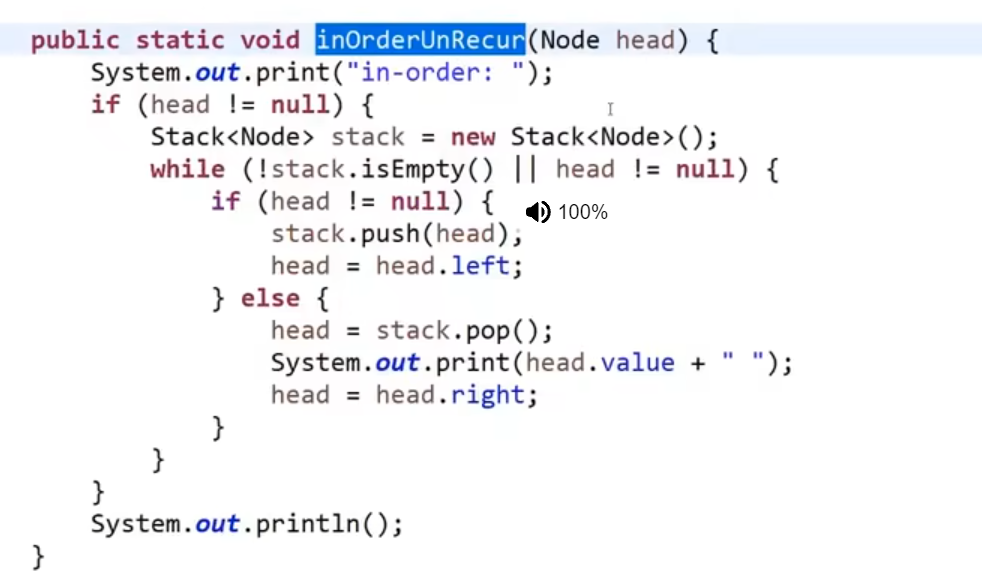 public static void inOrderUnRecur(Node head) {
    System.out.print("in-order: ");
    if (head != null) {
        Stack<Node> stack = new Stack<Node>();
        while (!stack.isEmpty() || head != null) {
            if (head != null) {
100%
                stack.push(head);
                head = head.left;
            } else {
                head = stack.pop();
                System.out.print(head.value + " ");
                head = head.right;
            }
        }
    }
    System.out.println();
}